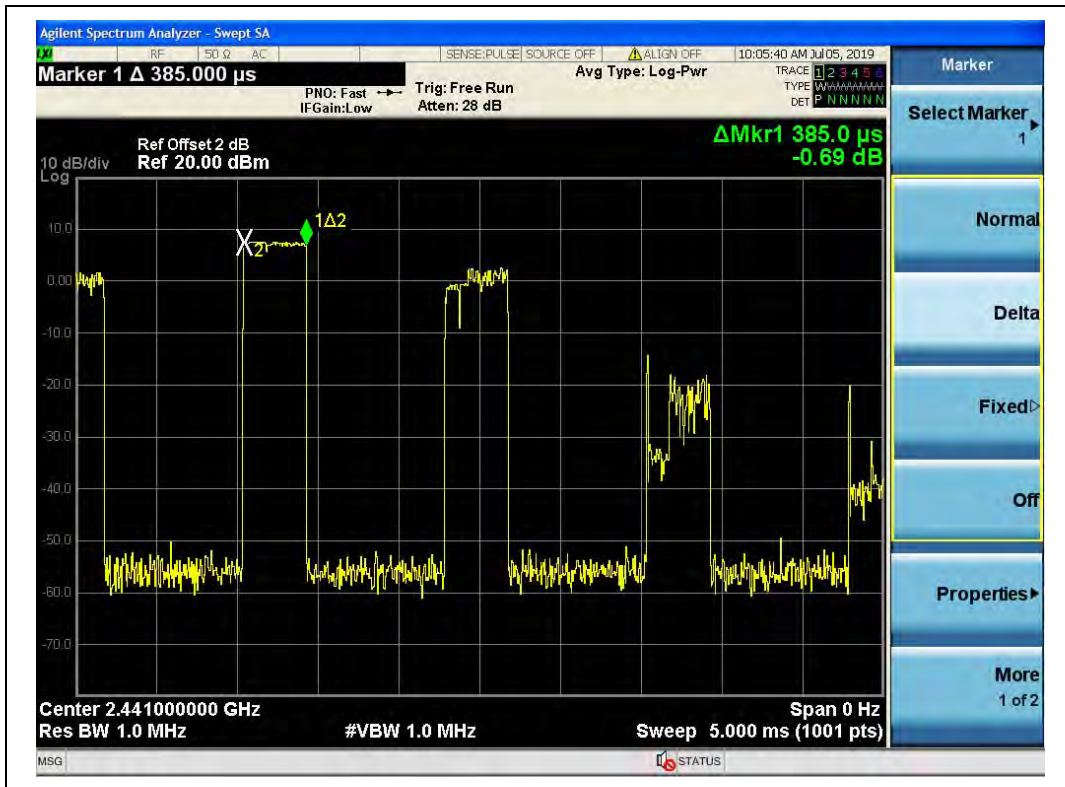 Agilent Spectrum Analyzer - Swept SA
LXI RF 50 Ω AC SENSE:PULSE SOURCE OFF ALIGN OFF 10:05:40 AM Jul 05, 2019
Marker 1 Δ 385.000 µs
PNO: Fast
IFGain:Low
Trig: Free Run
Atten: 28 dB
Avg Type: Log-Pwr
TRACE 1 2 3 4 5 6
TYPE
DET P N N N N N
ΔMkr1 385.0 µs
-0.69 dB
Ref Offset 2 dB
10 dB/div Ref 20.00 dBm
Log
10.0
0.00
-10.0
-20.0
-30.0
-40.0
-50.0
-60.0
-70.0
1Δ2
X2
Center 2.441000000 GHz Span 0 Hz
Res BW 1.0 MHz #VBW 1.0 MHz Sweep 5.000 ms (1001 pts)
MSG STATUS
Marker
Select Marker
1
Normal
Delta
Fixed
Off
Properties
More
1 of 2